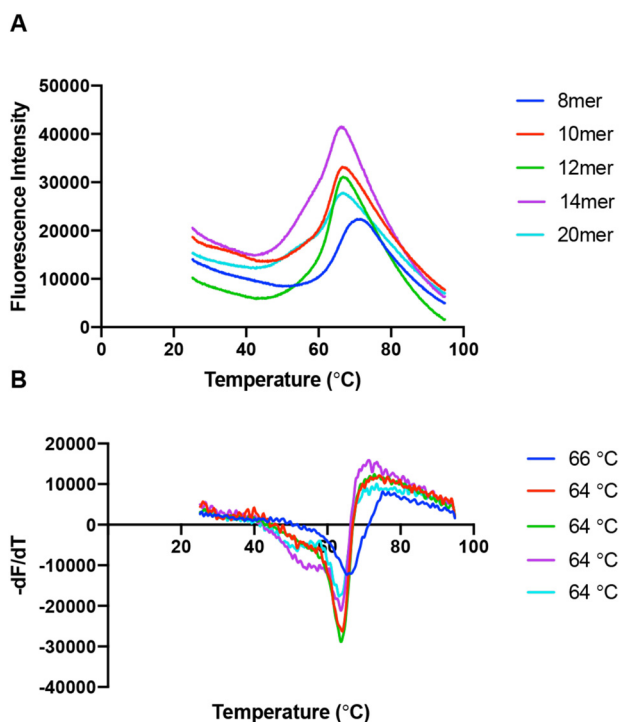 A
50000
40000
30000
20000
10000
0
Fluorescence Intensity
0 20 40 60 80 100
Temperature (°C)
8mer
10mer
12mer
14mer
20mer
B
20000
10000
0
-10000
-20000
-30000
-40000
-dF/dT
20 40 60 80 100
Temperature (°C)
66 °C
64 °C
64 °C
64 °C
64 °C